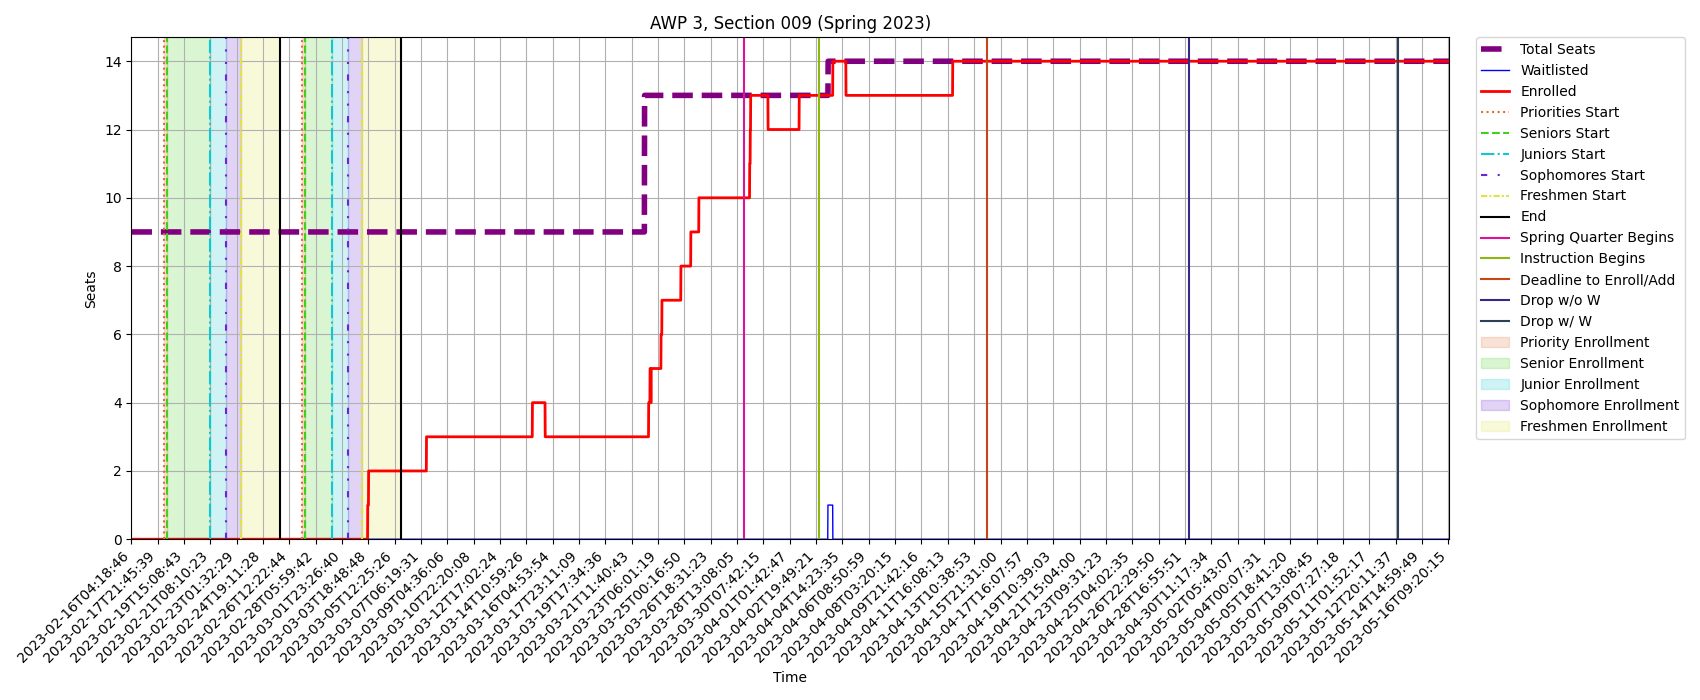 AWP 3, Section 009 (Spring 2023)
14
12
10
8
6
4
2
0
Seats
2023-02-16T04:18:46
2023-02-17T21:45:39
2023-02-19T15:08:43
2023-02-21T08:10:23
2023-02-23T01:32:29
2023-02-24T19:11:28
2023-02-26T12:22:44
2023-02-28T05:59:42
2023-03-01T23:26:40
2023-03-03T18:48:48
2023-03-05T12:25:26
2023-03-07T06:19:31
2023-03-09T04:36:06
2023-03-10T22:20:08
2023-03-12T17:02:24
2023-03-14T10:59:26
2023-03-16T04:53:54
2023-03-17T23:11:09
2023-03-19T17:34:36
2023-03-21T11:40:43
2023-03-23T06:01:19
2023-03-25T00:16:50
2023-03-26T18:31:23
2023-03-28T13:08:05
2023-03-30T07:42:15
2023-04-01T01:42:47
2023-04-02T19:49:21
2023-04-04T14:23:35
2023-04-06T08:50:59
2023-04-08T03:20:15
2023-04-09T21:42:16
2023-04-11T16:08:13
2023-04-13T10:38:53
2023-04-15T21:31:00
2023-04-17T16:07:57
2023-04-19T10:39:03
2023-04-21T15:04:00
2023-04-23T09:31:23
2023-04-25T04:02:35
2023-04-26T22:29:50
2023-04-28T16:55:51
2023-04-30T11:17:34
2023-05-02T05:43:07
2023-05-04T00:07:31
2023-05-05T18:41:20
2023-05-07T13:08:45
2023-05-09T07:27:18
2023-05-11T01:52:17
2023-05-12T20:11:37
2023-05-14T14:59:49
2023-05-16T09:20:15
Time
Total Seats
Waitlisted
Enrolled
Priorities Start
Seniors Start
Juniors Start
Sophomores Start
Freshmen Start
End
Spring Quarter Begins
Instruction Begins
Deadline to Enroll/Add
Drop w/o W
Drop w/ W
Priority Enrollment
Senior Enrollment
Junior Enrollment
Sophomore Enrollment
Freshmen Enrollment